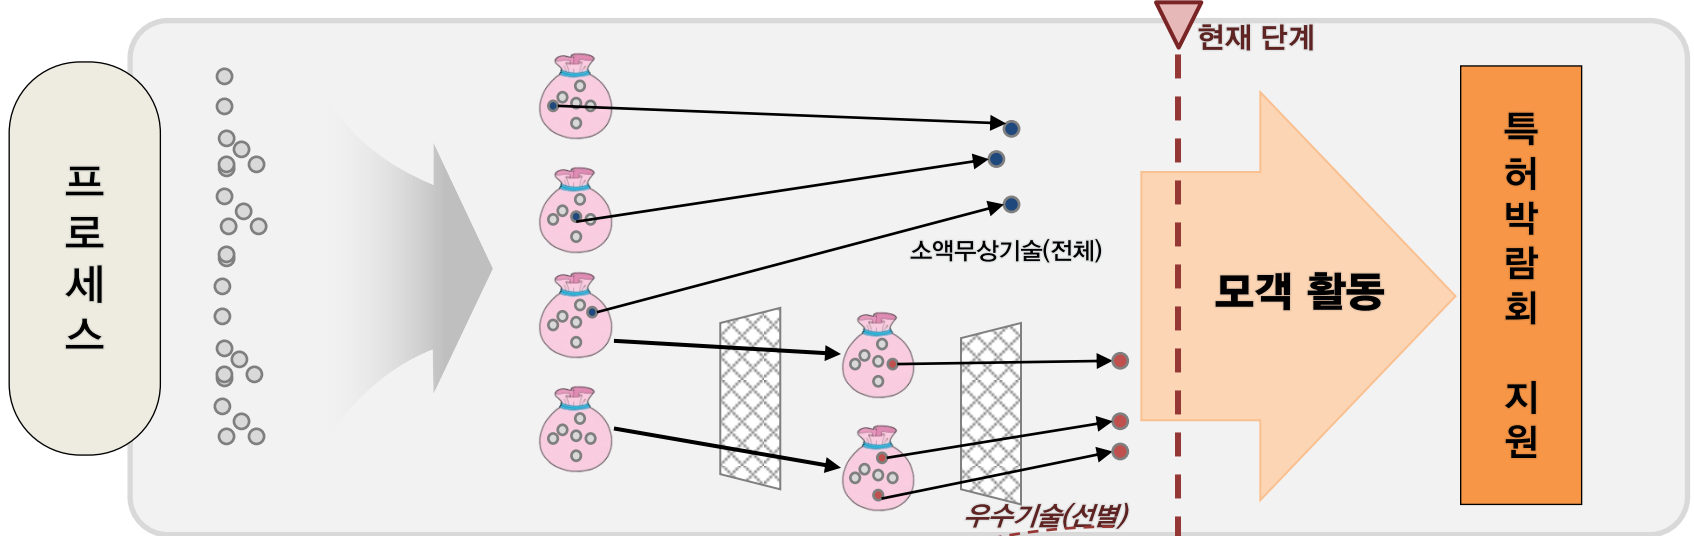 현재 단계
프로세스
소액무상기술(전체)
모객 활동
특허박람회 지원
우수기술(선별)